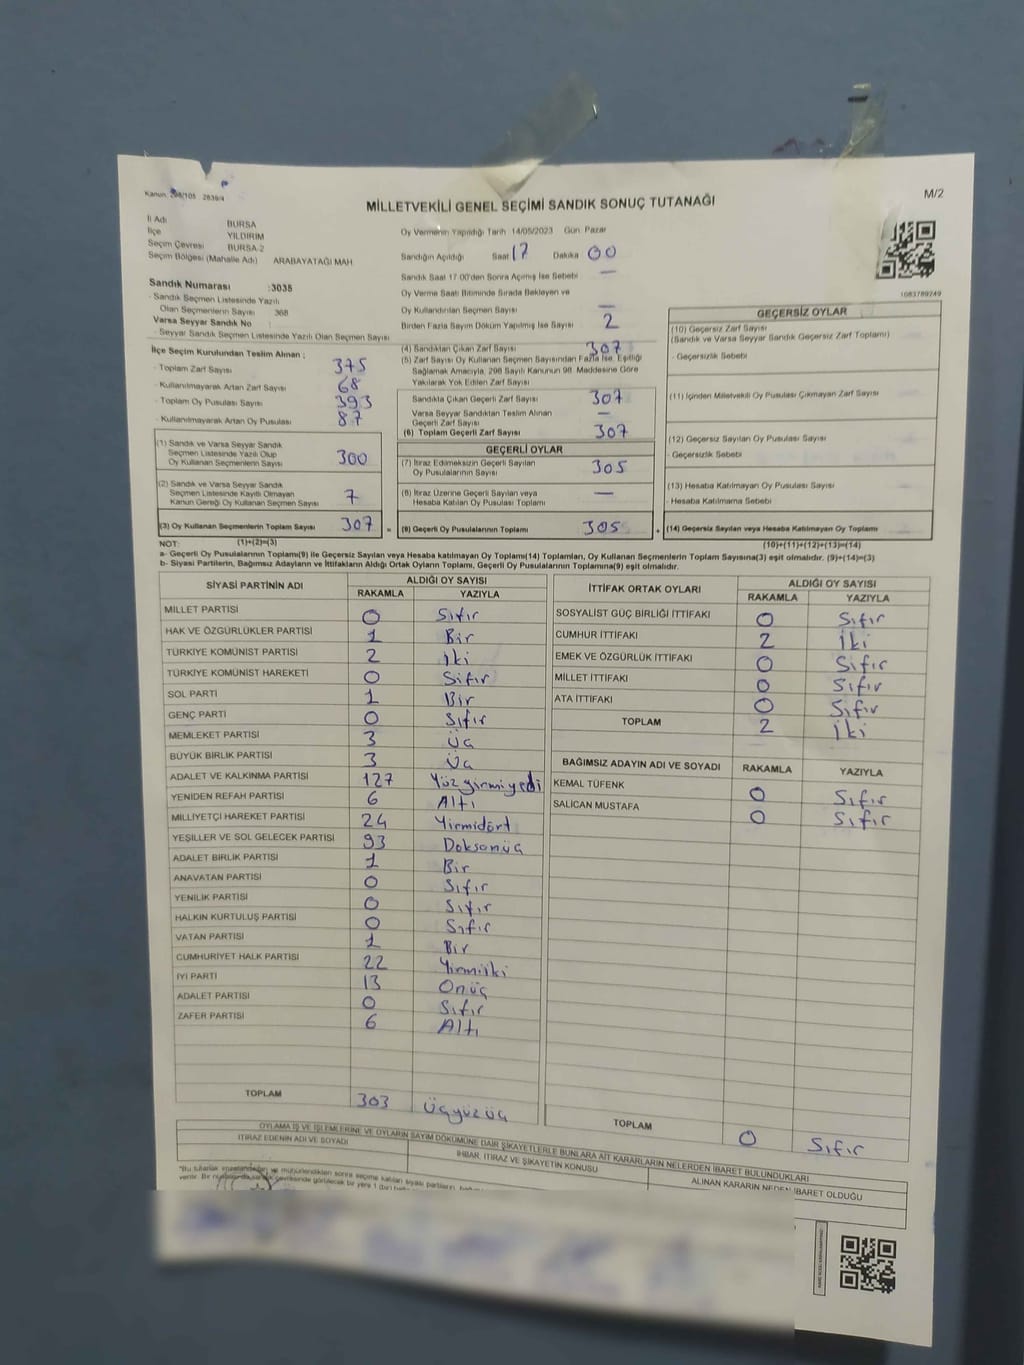 Kanun: 298/105 2839/4
M/2
MİLLETVEKİLİ GENEL SEÇİMİ SANDIK SONUÇ TUTANAĞI
İl Adı BURSA
İlçe YILDIRIM
Seçim Çevresi BURSA-2
Seçim Bölgesi (Mahalle Adı) ARABAYATAĞI MAH.
Sandık Numarası :3035
- Sandık Seçmen Listesinde Yazılı
Olan Seçmenlerin Sayısı 368
Varsa Seyyar Sandık No :
- Seyyar Sandık Seçmen Listesinde Yazılı Olan Seçmen Sayısı
İlçe Seçim Kurulundan Teslim Alınan ;
- Toplam Zarf Sayısı 375
- Kullanılmayarak Artan Zarf Sayısı 68
- Toplam Oy Pusulası Sayısı 393
- Kullanılmayarak Artan Oy Pusulası 87
(1) Sandık ve Varsa Seyyar Sandık
Seçmen Listesinde Yazılı Olup
Oy Kullanan Seçmenlerin Sayısı 300
(2) Sandık ve Varsa Seyyar Sandık
Seçmen Listesinde Kayıtlı Olmayan
Kanun Gereği Oy Kullanan Seçmen Sayısı 7
(3) Oy Kullanan Seçmenlerin Toplam Sayısı 307 =
(1)+(2)=(3)
Oy Vermenin Yapıldığı Tarih 14/05/2023 Gün Pazar
Sandığın Açıldığı Saat 17 Dakika 00
Sandık Saat 17:00'den Sonra Açılmış İse Sebebi —
Oy Verme Saati Bitiminde Sırada Bekleyen ve
Oy Kullandırılan Seçmen Sayısı —
Birden Fazla Sayım Döküm Yapılmış İse Sayısı 2
(4) Sandıktan Çıkan Zarf Sayısı 307
(5) Zarf Sayısı Oy Kullanan Seçmen Sayısından Fazla İse, Eşitliği
Sağlamak Amacıyla, 298 Sayılı Kanunun 98. Maddesine Göre
Yakılarak Yok Edilen Zarf Sayısı
Sandıkta Çıkan Geçerli Zarf Sayısı 307
Varsa Seyyar Sandıktan Teslim Alınan
Geçerli Zarf Sayısı —
(6) Toplam Geçerli Zarf Sayısı 307
GEÇERLİ OYLAR
(7) İtiraz Edilmeksizin Geçerli Sayılan
Oy Pusulalarının Sayısı 305
(8) İtiraz Üzerine Geçerli Sayılan veya
Hesaba Katılan Oy Pusulası Sayısı —
(9) Geçerli Oy Pusulalarının Toplamı 305 +
1083789249
GEÇERSİZ OYLAR
(10) Geçersiz Zarf Sayısı
(Sandık ve Varsa Seyyar Sandık Geçersiz Zarf Toplamı)
- Geçersizlik Sebebi
(11) İçinden Milletvekili Oy Pusulası Çıkmayan Zarf Sayısı
(12) Geçersiz Sayılan Oy Pusulası Sayısı
- Geçersizlik Sebebi
(13) Hesaba Katılmayan Oy Pusulası Sayısı
- Hesaba Katılmama Sebebi
(14) Geçersiz Sayılan veya Hesaba Katılmayan Oy Toplamı
(10)+(11)+(12)+(13)=(14)
NOT:
a- Geçerli Oy Pusulalarının Toplamı(9) ile Geçersiz Sayılan veya Hesaba katılmayan Oy Toplamı(14) Toplamları, Oy Kullanan Seçmenlerin Toplam Sayısına(3) eşit olmalıdır. (9)+(14)=(3)
b- Siyasi Partilerin, Bağımsız Adayların ve İttifakların Aldığı Ortak Oyların Toplamı, Geçerli Oy Pusulalarının Toplamına(9) eşit olmalıdır.
SİYASİ PARTİNİN ADI ALDIĞI OY SAYISI
RAKAMLA YAZIYLA
MİLLET PARTİSİ 0 Sıfır
HAK VE ÖZGÜRLÜKLER PARTİSİ 1 Bir
TÜRKİYE KOMÜNİST PARTİSİ 2 İki
TÜRKİYE KOMÜNİST HAREKETİ 0 Sıfır
SOL PARTİ 1 Bir
GENÇ PARTİ 0 Sıfır
MEMLEKET PARTİSİ 3 Üç
BÜYÜK BİRLİK PARTİSİ 3 Üç
ADALET VE KALKINMA PARTİSİ 127 Yüzyirmiyedi
YENİDEN REFAH PARTİSİ 6 Altı
MİLLİYETÇİ HAREKET PARTİSİ 24 Yirmidört
YEŞİLLER VE SOL GELECEK PARTİSİ 93 Doksanüç
ADALET BİRLİK PARTİSİ 1 Bir
ANAVATAN PARTİSİ 0 Sıfır
YENİLİK PARTİSİ 0 Sıfır
HALKIN KURTULUŞ PARTİSİ 0 Sıfır
VATAN PARTİSİ 1 Bir
CUMHURİYET HALK PARTİSİ 22 Yirmiiki
İYİ PARTİ 13 Onüç
ADALET PARTİSİ 0 Sıfır
ZAFER PARTİSİ 6 Altı
TOPLAM 303 Üçyüzüç
İTTİFAK ORTAK OYLARI ALDIĞI OY SAYISI
RAKAMLA YAZIYLA
SOSYALİST GÜÇ BİRLİĞİ İTTİFAKI 0 Sıfır
CUMHUR İTTİFAKI 2 İki
EMEK VE ÖZGÜRLÜK İTTİFAKI 0 Sıfır
MİLLET İTTİFAKI 0 Sıfır
ATA İTTİFAKI 0 Sıfır
TOPLAM 2 İki
BAĞIMSIZ ADAYIN ADI VE SOYADI RAKAMLA YAZIYLA
KEMAL TÜFENK 0 Sıfır
SALİCAN MUSTAFA 0 Sıfır
TOPLAM 0 Sıfır
OYLAMA İŞ VE İŞLEMLERİNE VE OYLARIN SAYIM DÖKÜMÜNE DAİR ŞİKAYETLERLE BUNLARA AİT KARARLARIN NELERDEN İBARET BULUNDUKLARI
İTİRAZ EDENİN ADI VE SOYADI İHBAR, İTİRAZ VE ŞİKAYETİN KONUSU ALINAN KARARIN NEDEN İBARET OLDUĞU